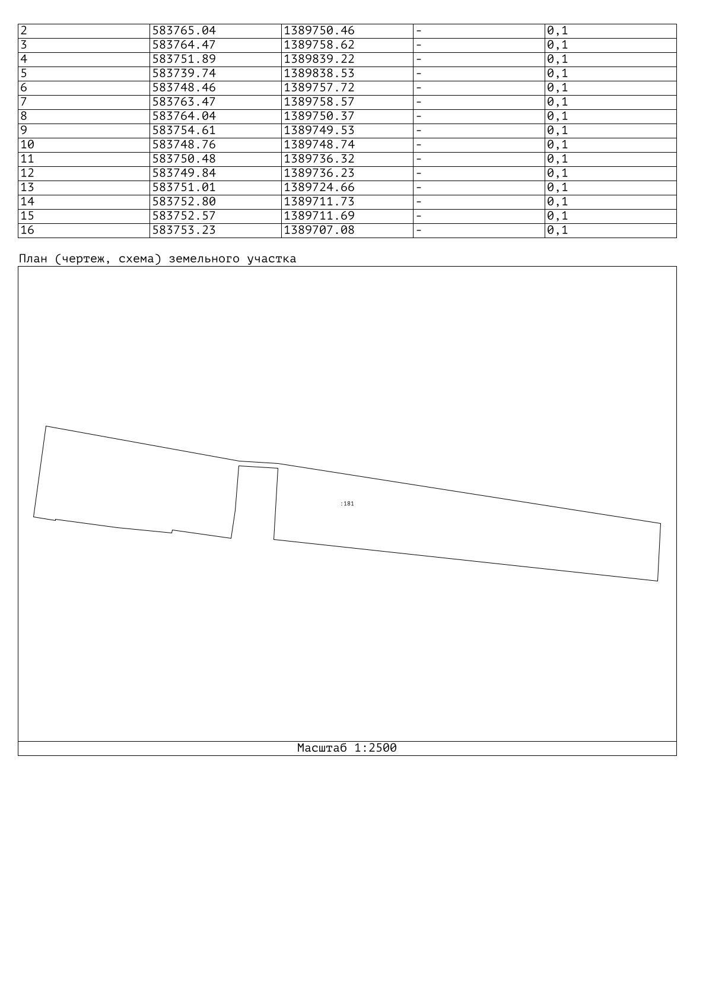 2 583765.04 1389750.46 - 0,1
3 583764.47 1389758.62 - 0,1
4 583751.89 1389839.22 - 0,1
5 583739.74 1389838.53 - 0,1
6 583748.46 1389757.72 - 0,1
7 583763.47 1389758.57 - 0,1
8 583764.04 1389750.37 - 0,1
9 583754.61 1389749.53 - 0,1
10 583748.76 1389748.74 - 0,1
11 583750.48 1389736.32 - 0,1
12 583749.84 1389736.23 - 0,1
13 583751.01 1389724.66 - 0,1
14 583752.80 1389711.73 - 0,1
15 583752.57 1389711.69 - 0,1
16 583753.23 1389707.08 - 0,1
План (чертеж, схема) земельного участка
:181
Масштаб 1:2500